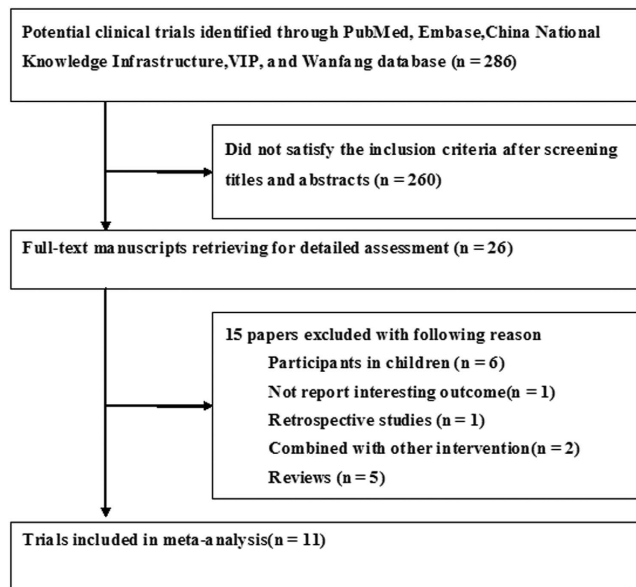 Potential clinical trials identified through PubMed, Embase,China National
Knowledge Infrastructure,VIP, and Wanfang database (n = 286)
Did not satisfy the inclusion criteria after screening
titles and abstracts (n = 260)
Full-text manuscripts retrieving for detailed assessment (n = 26)
15 papers excluded with following reason
Participants in children (n = 6)
Not report interesting outcome(n = 1)
Retrospective studies (n = 1)
Combined with other intervention(n = 2)
Reviews (n = 5)
Trials included in meta-analysis(n = 11)